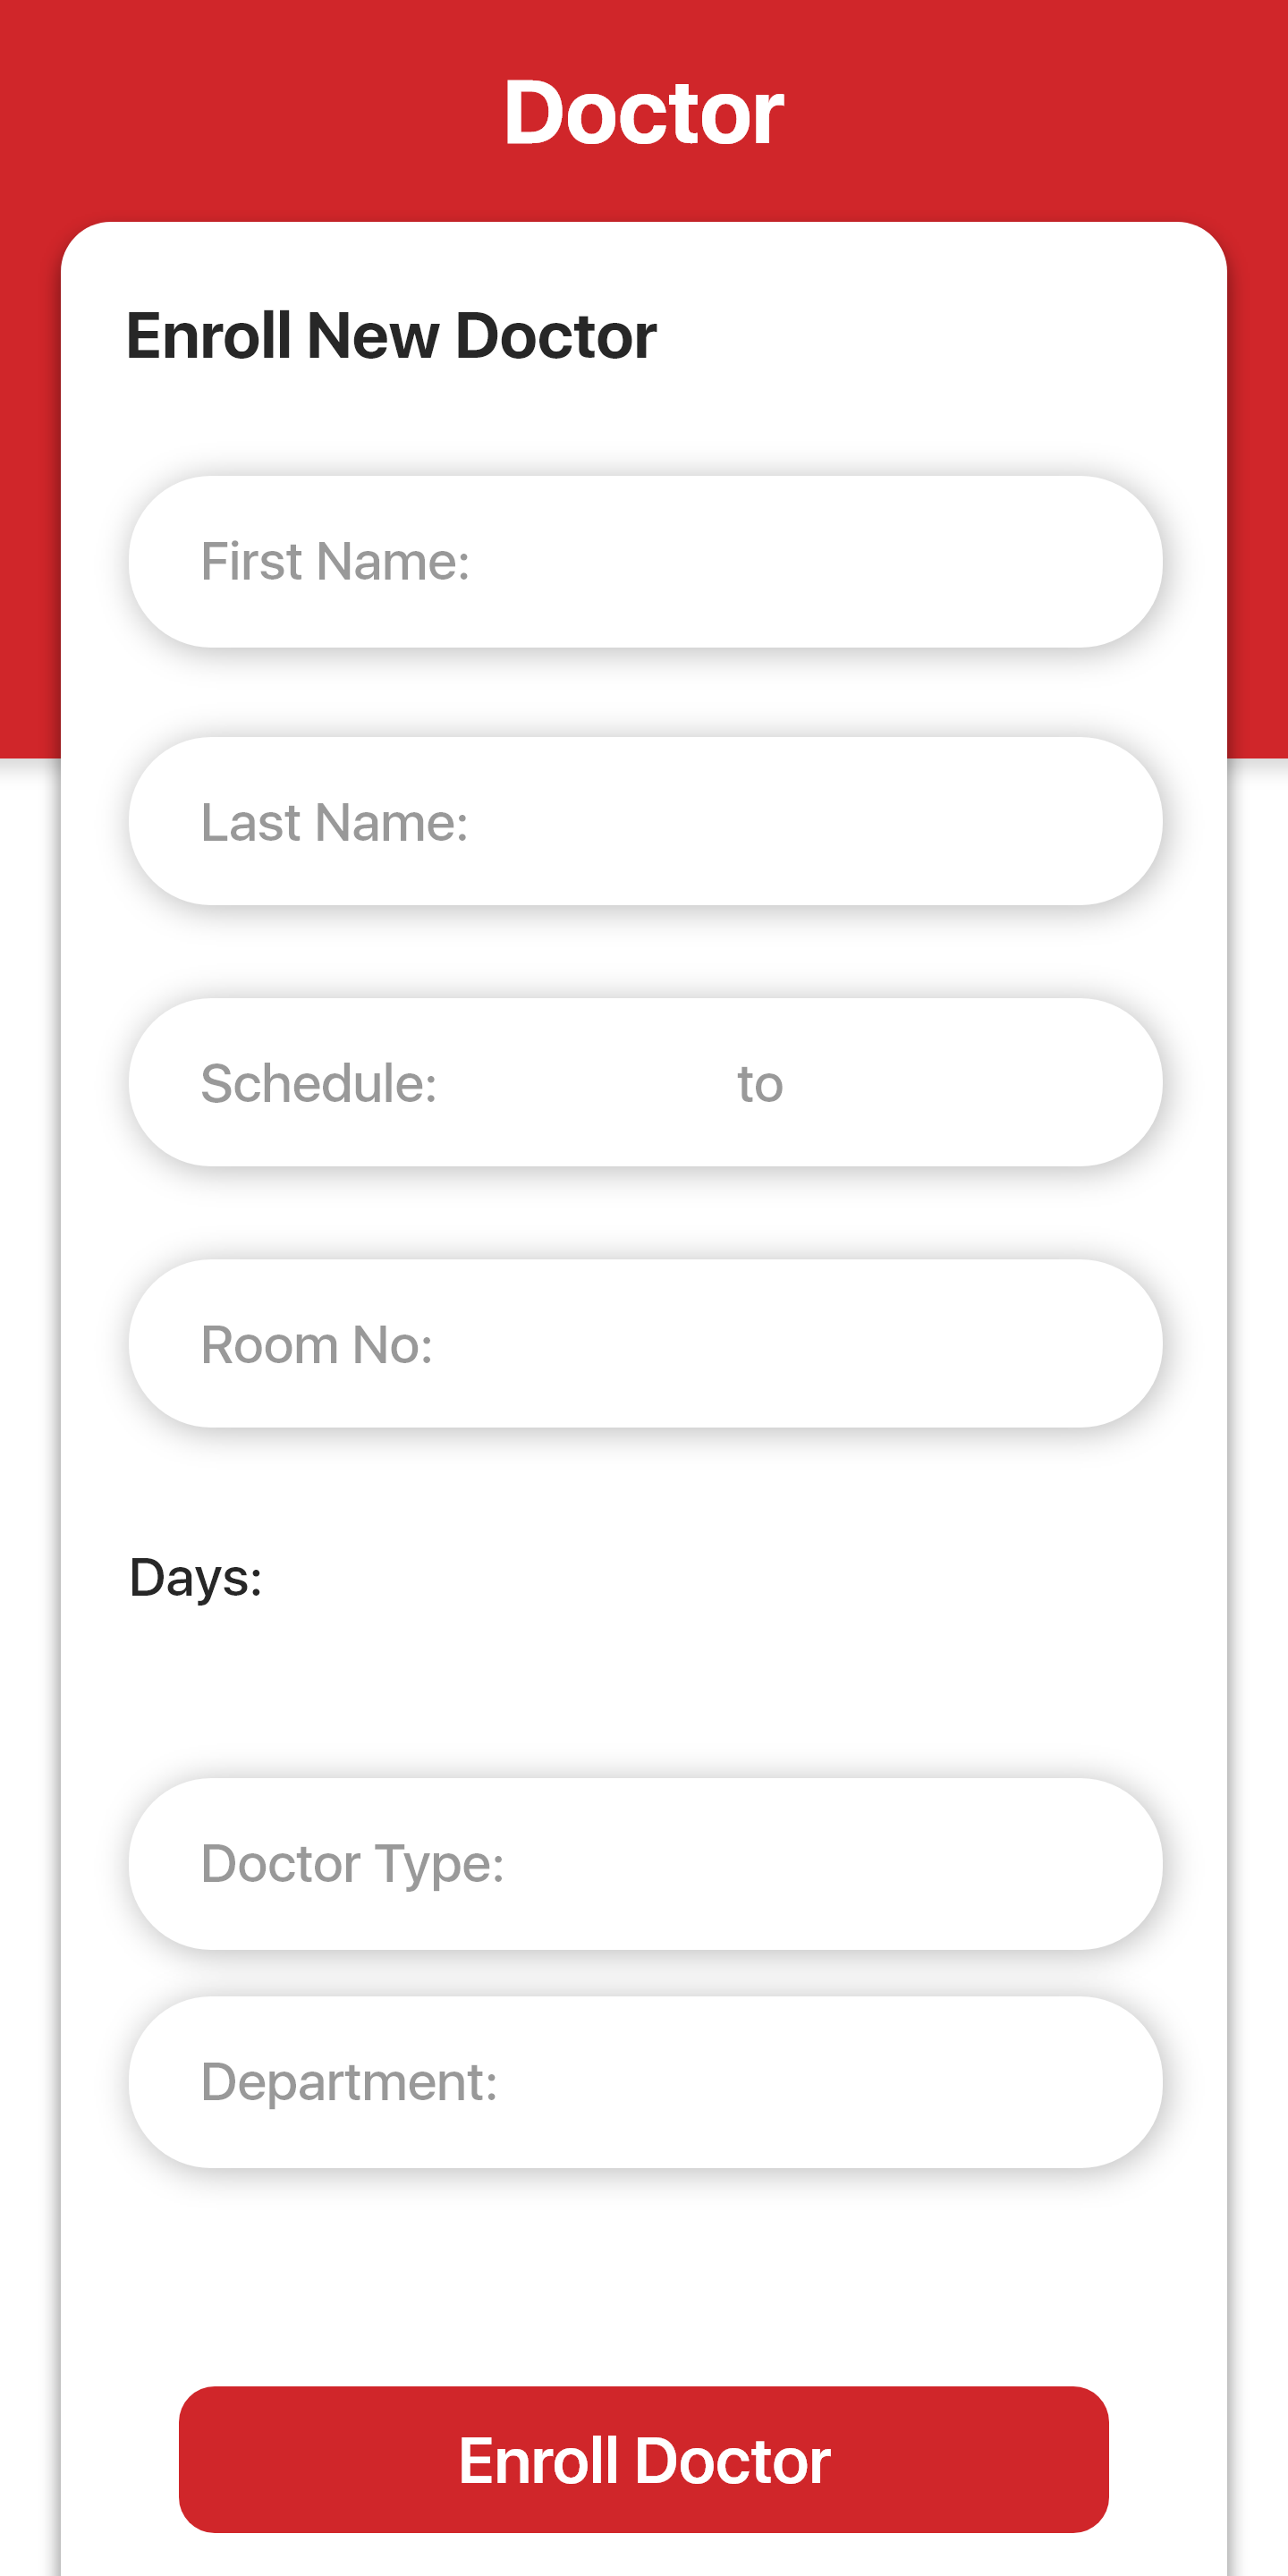 Doctor
Enroll New Doctor
First Name:
Last Name:
Schedule: to
Room No:
Days:
Doctor Type:
Department:
Enroll Doctor